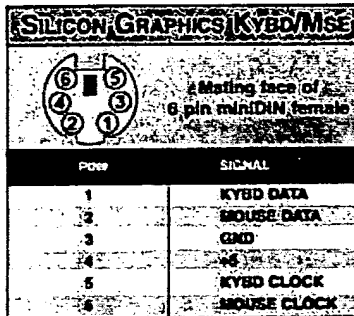 SILICON GRAPHICS KYBD/MSE
6 5
4 3
2 1
Mating face of
6 pin miniDIN female
SIGNAL
1 KYBD DATA
2 MOUSE DATA
3 GND
4 +5
5 KYBD CLOCK
6 MOUSE CLOCK